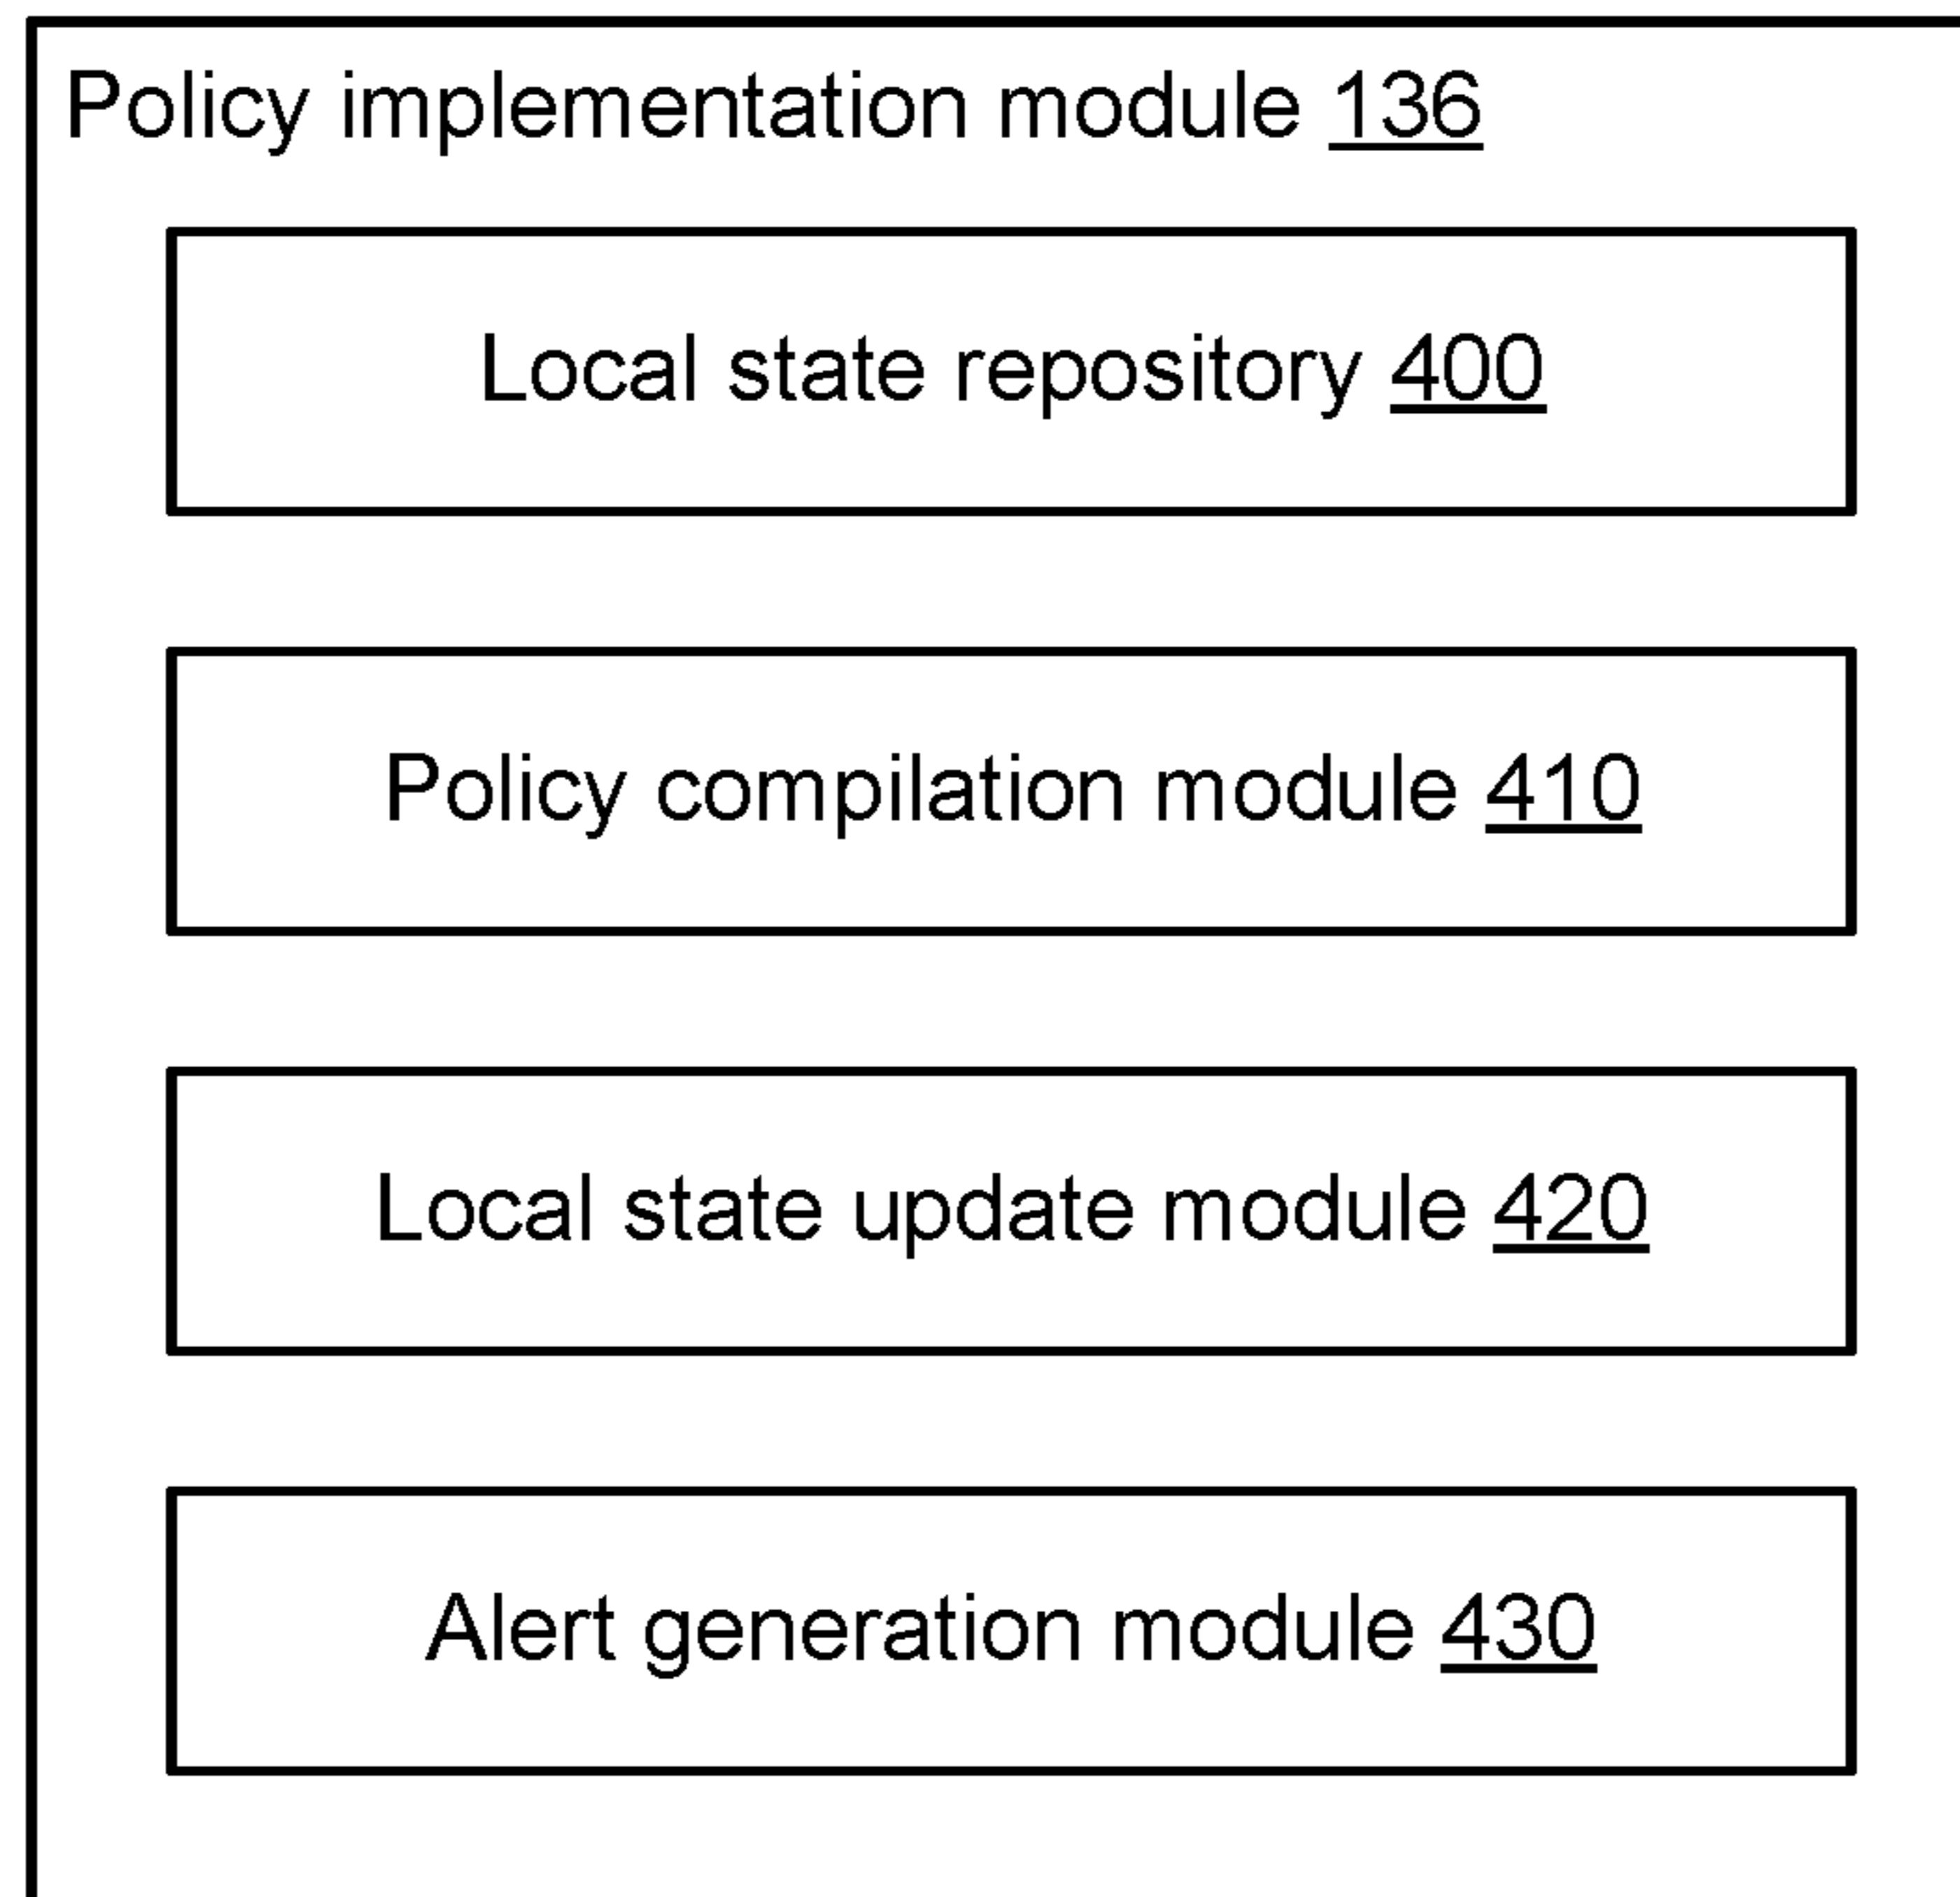 Policy implementation module 136
Local state repository 400
Policy compilation module 410
Local state update module 420
Alert generation module 430